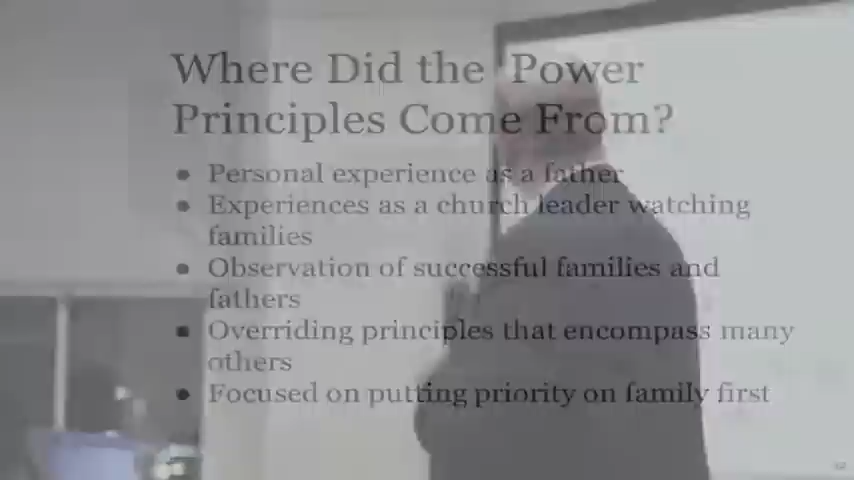 Where Did the Power
Principles Come From?
• Personal experience as a father
• Experiences as a church leader watching
families
• Observation of successful families and
fathers
• Overriding principles that encompass many
others
• Focused on putting priority on family first